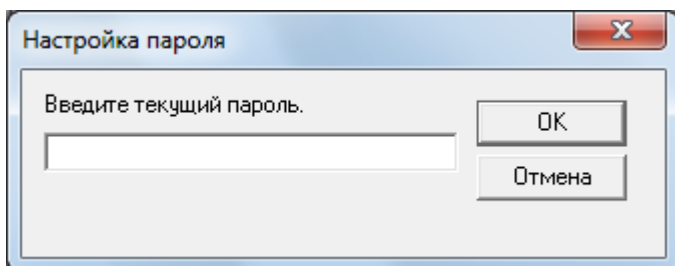 Настройка пароля
Введите текущий пароль.
OK
Отмена